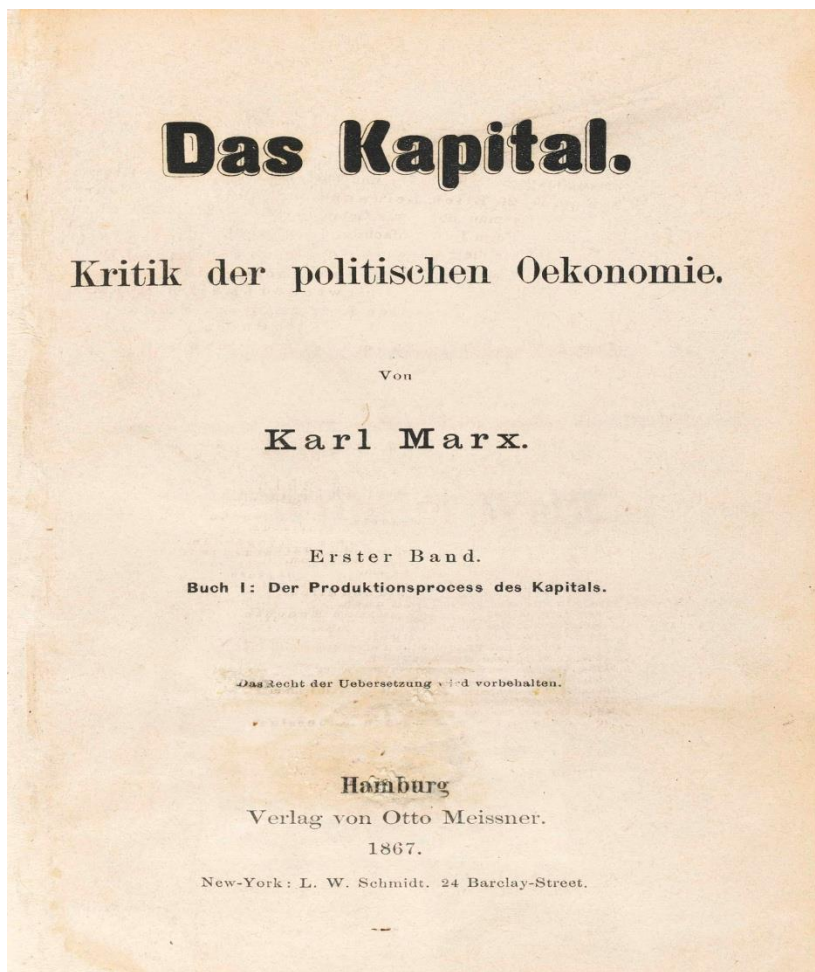 Das Kapital.
Kritik der politischen Oekonomie.
Von
Karl Marx.
Erster Band.
Buch I: Der Produktionsprocess des Kapitals.
Das Recht der Uebersetzung wird vorbehalten.
Hamburg
Verlag von Otto Meissner.
1867.
New-York: L. W. Schmidt. 24 Barclay-Street.